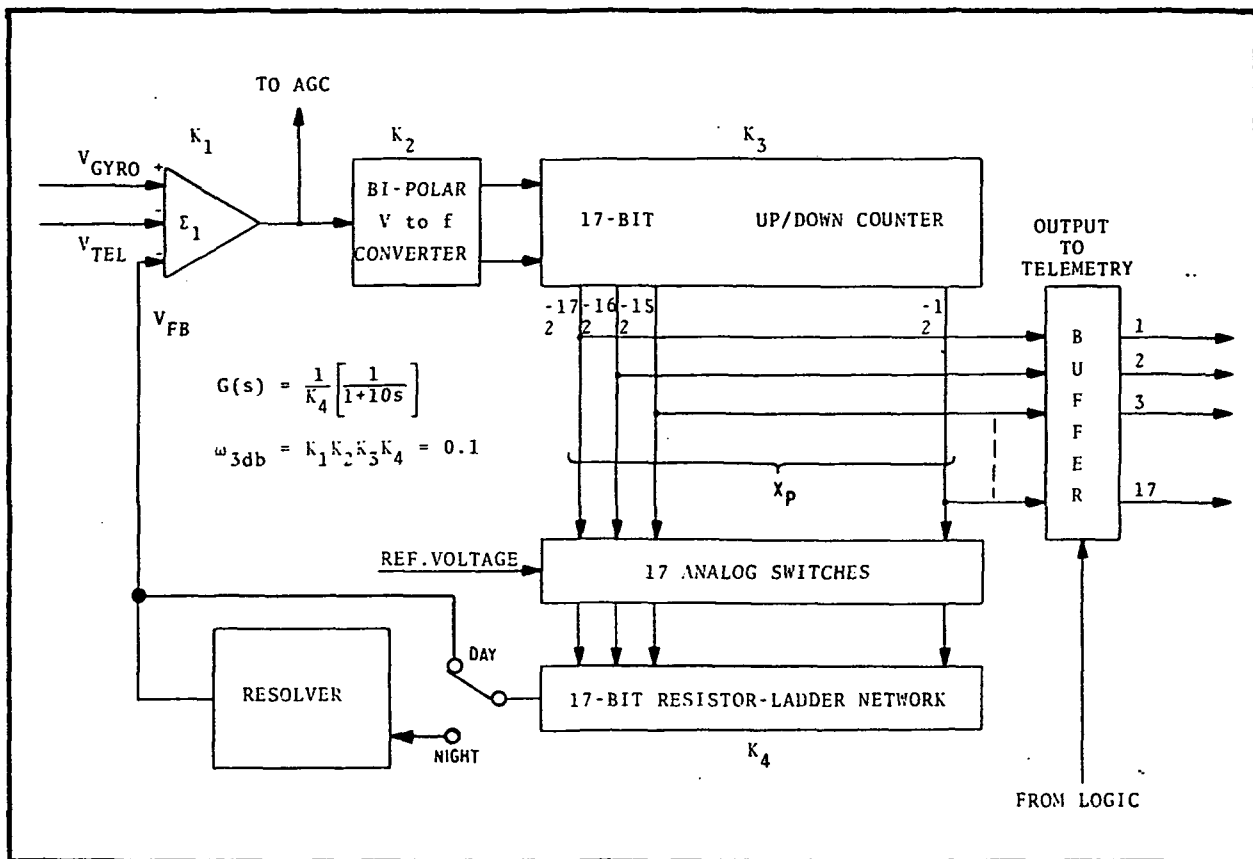 TO AGC
K1
K2
K3
VGYRO
+
-
VTEL
-
Σ1
BI-POLAR
V to f
CONVERTER
17-BIT UP/DOWN COUNTER
OUTPUT
TO
TELEMETRY
VFB
2^-17 2^-16 2^-15 2^-1
BUFFER
1
2
3
17
G(s) = 1/K4 [1/(1+10s)]
ω3db = K1K2K3K4 = 0.1
Xp
REF.VOLTAGE
17 ANALOG SWITCHES
DAY
RESOLVER
17-BIT RESISTOR-LADDER NETWORK
NIGHT
K4
FROM LOGIC